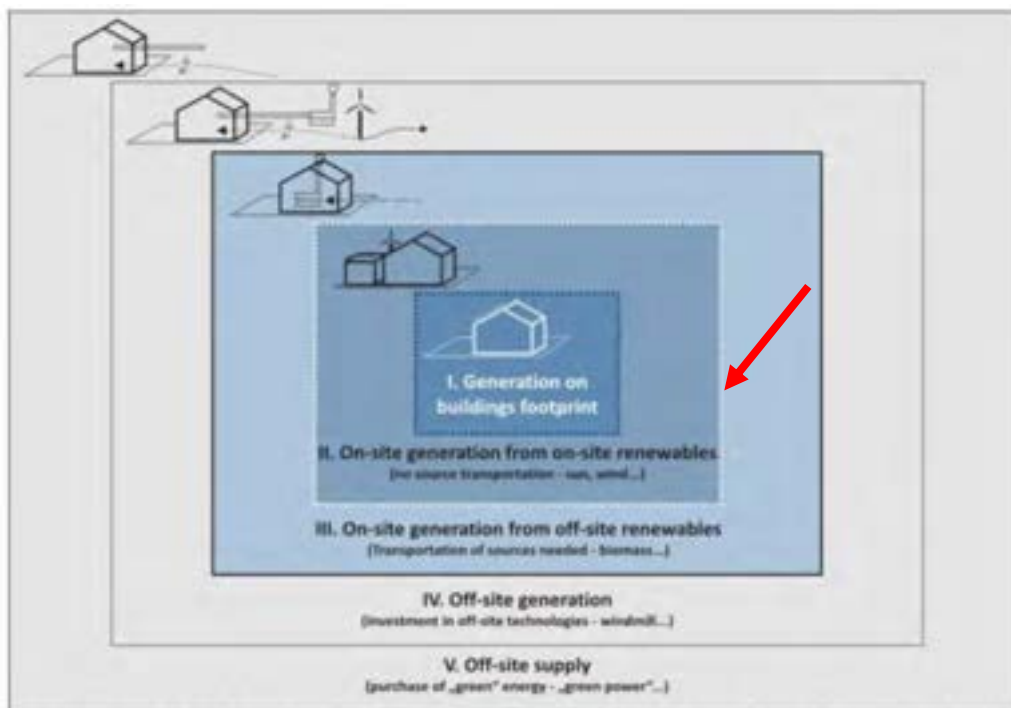 I. Generation on
buildings footprint
II. On-site generation from on-site renewables
(no source transportation - sun, wind...)
III. On-site generation from off-site renewables
(Transportation of sources needed - biomass...)
IV. Off-site generation
(investment in off-site technologies - windmill...)
V. Off-site supply
(purchase of „green“ energy - „green power“...)